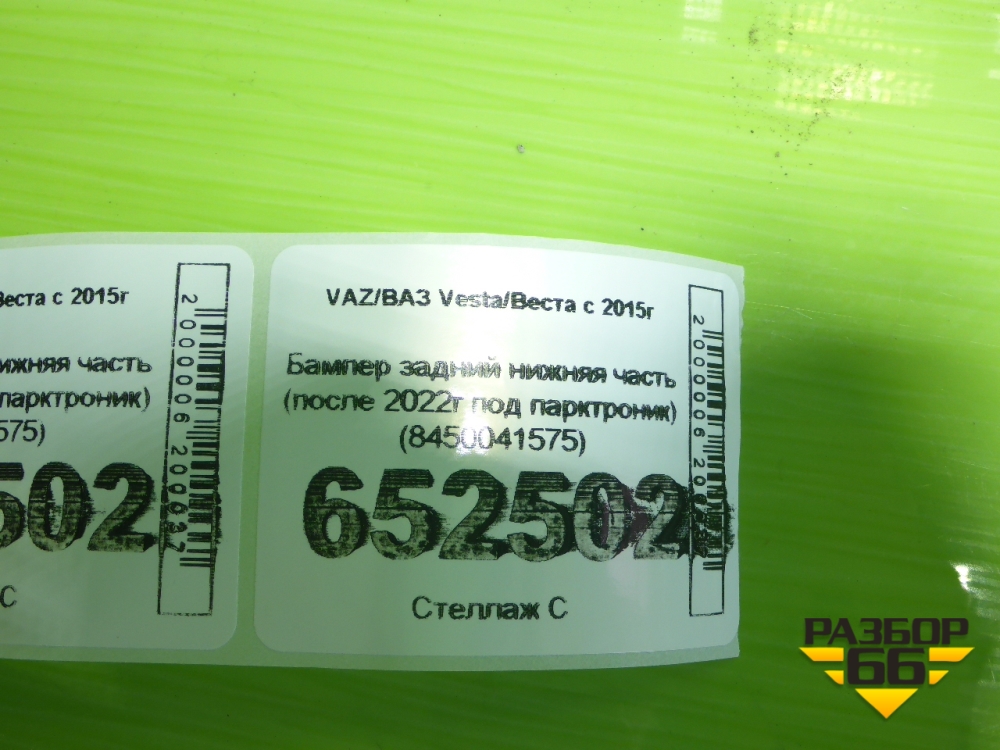 Веста с 2015г
нижняя часть
парктроник)
575)
502
С
VAZ/ВАЗ Vesta/Веста с 2015г
Бампер задний нижняя часть
(после 2022г под парктроник)
(8450041575)
652502
Стеллаж С
РАЗБОР
66